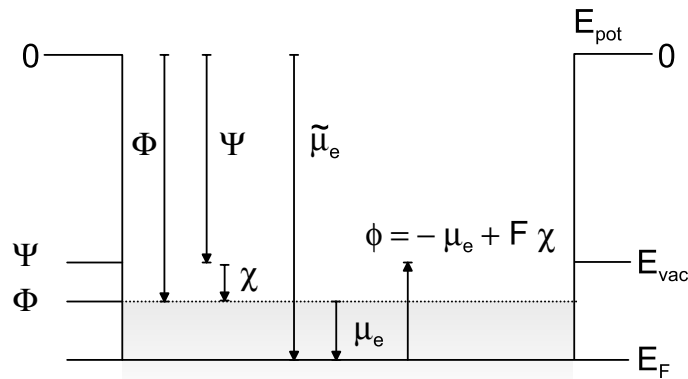 E_pot
0
0
Φ
Ψ
μ̃_e
ϕ = − μ_e + F χ
Ψ
E_vac
χ
Φ
μ_e
E_F